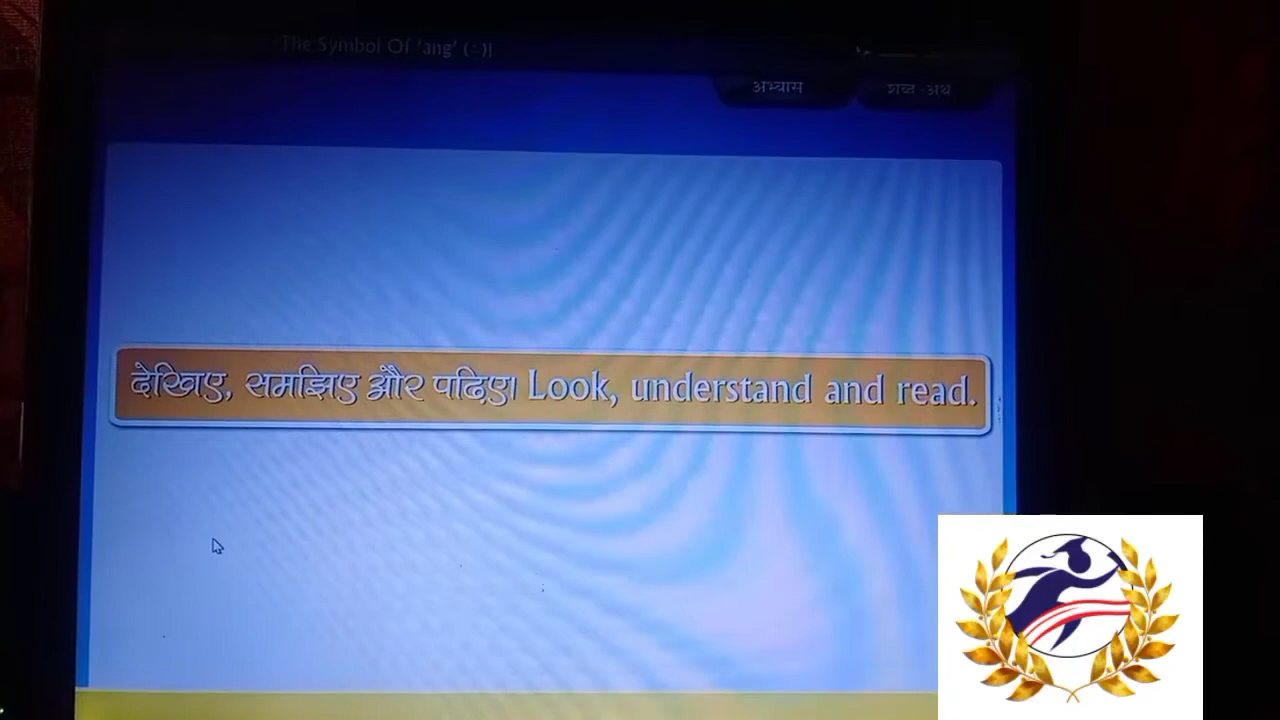 The Symbol Of 'ang' (ं)|
अभ्यास
शब्द -अर्थ
देखिए, समझिए और पढिए। Look, understand and read.